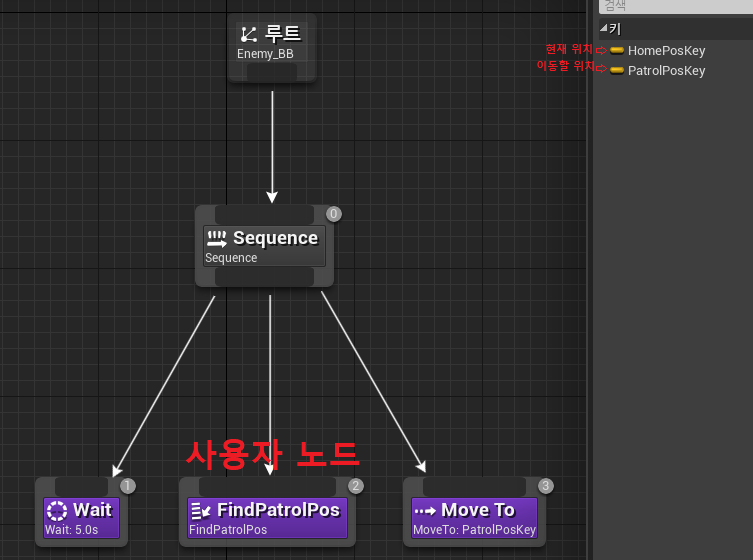 루트
Enemy_BB
검색
키
현재 위치
HomePosKey
이동할 위치
PatrolPosKey
0
Sequence
Sequence
사용자 노드
1
Wait
Wait: 5.0s
2
FindPatrolPos
FindPatrolPos
3
Move To
MoveTo: PatrolPosKey